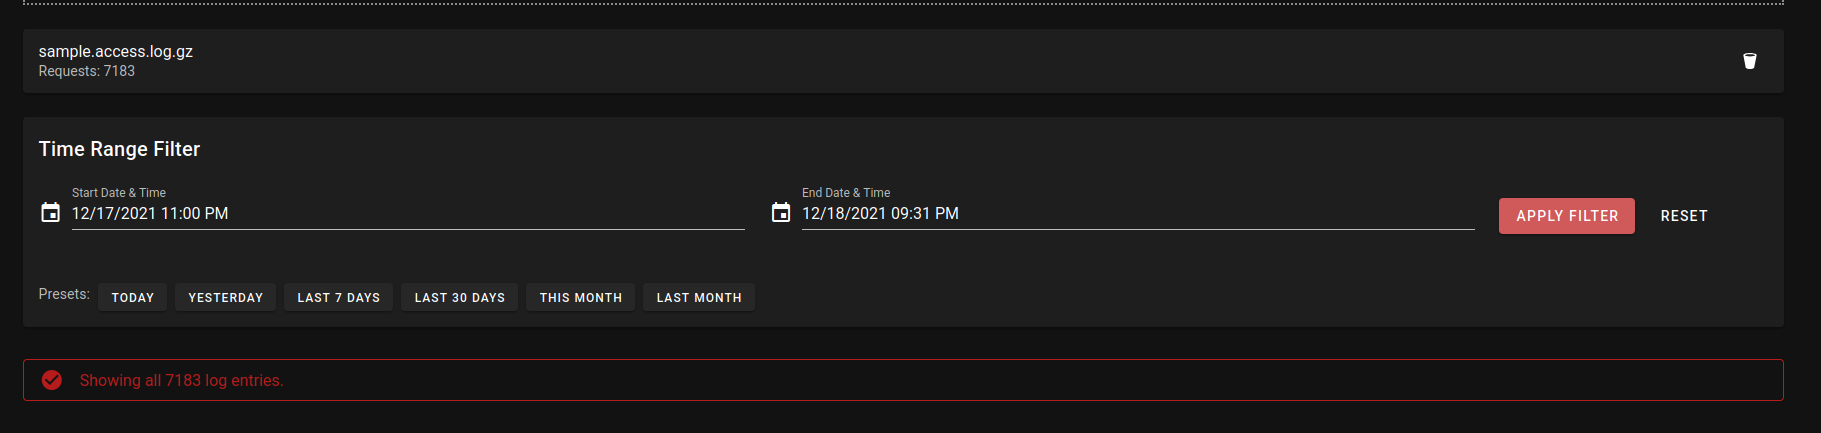 sample.access.log.gz
Requests: 7183
Time Range Filter
Start Date & Time
End Date & Time
12/17/2021 11:00 PM
12/18/2021 09:31 PM
APPLY FILTER
RESET
Presets:
TODAY
YESTERDAY
LAST 7 DAYS
LAST 30 DAYS
THIS MONTH
LAST MONTH
Showing all 7183 log entries.